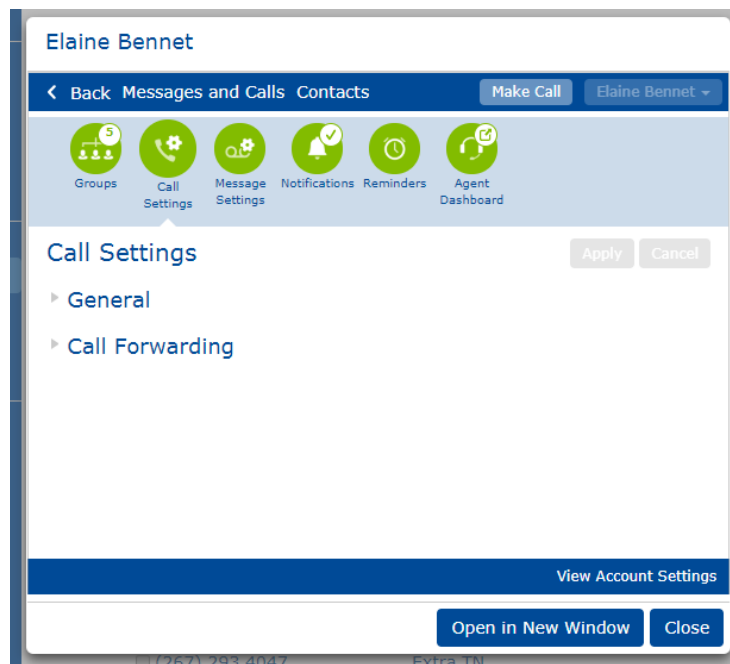 Elaine Bennet
Back Messages and Calls Contacts Make Call Elaine Bennet
5
Groups
Call
Settings
Message
Settings
Notifications
Reminders
Agent
Dashboard
Call Settings Apply Cancel
General
Call Forwarding
View Account Settings
Open in New Window Close
(267) 293 4047 Extra TN